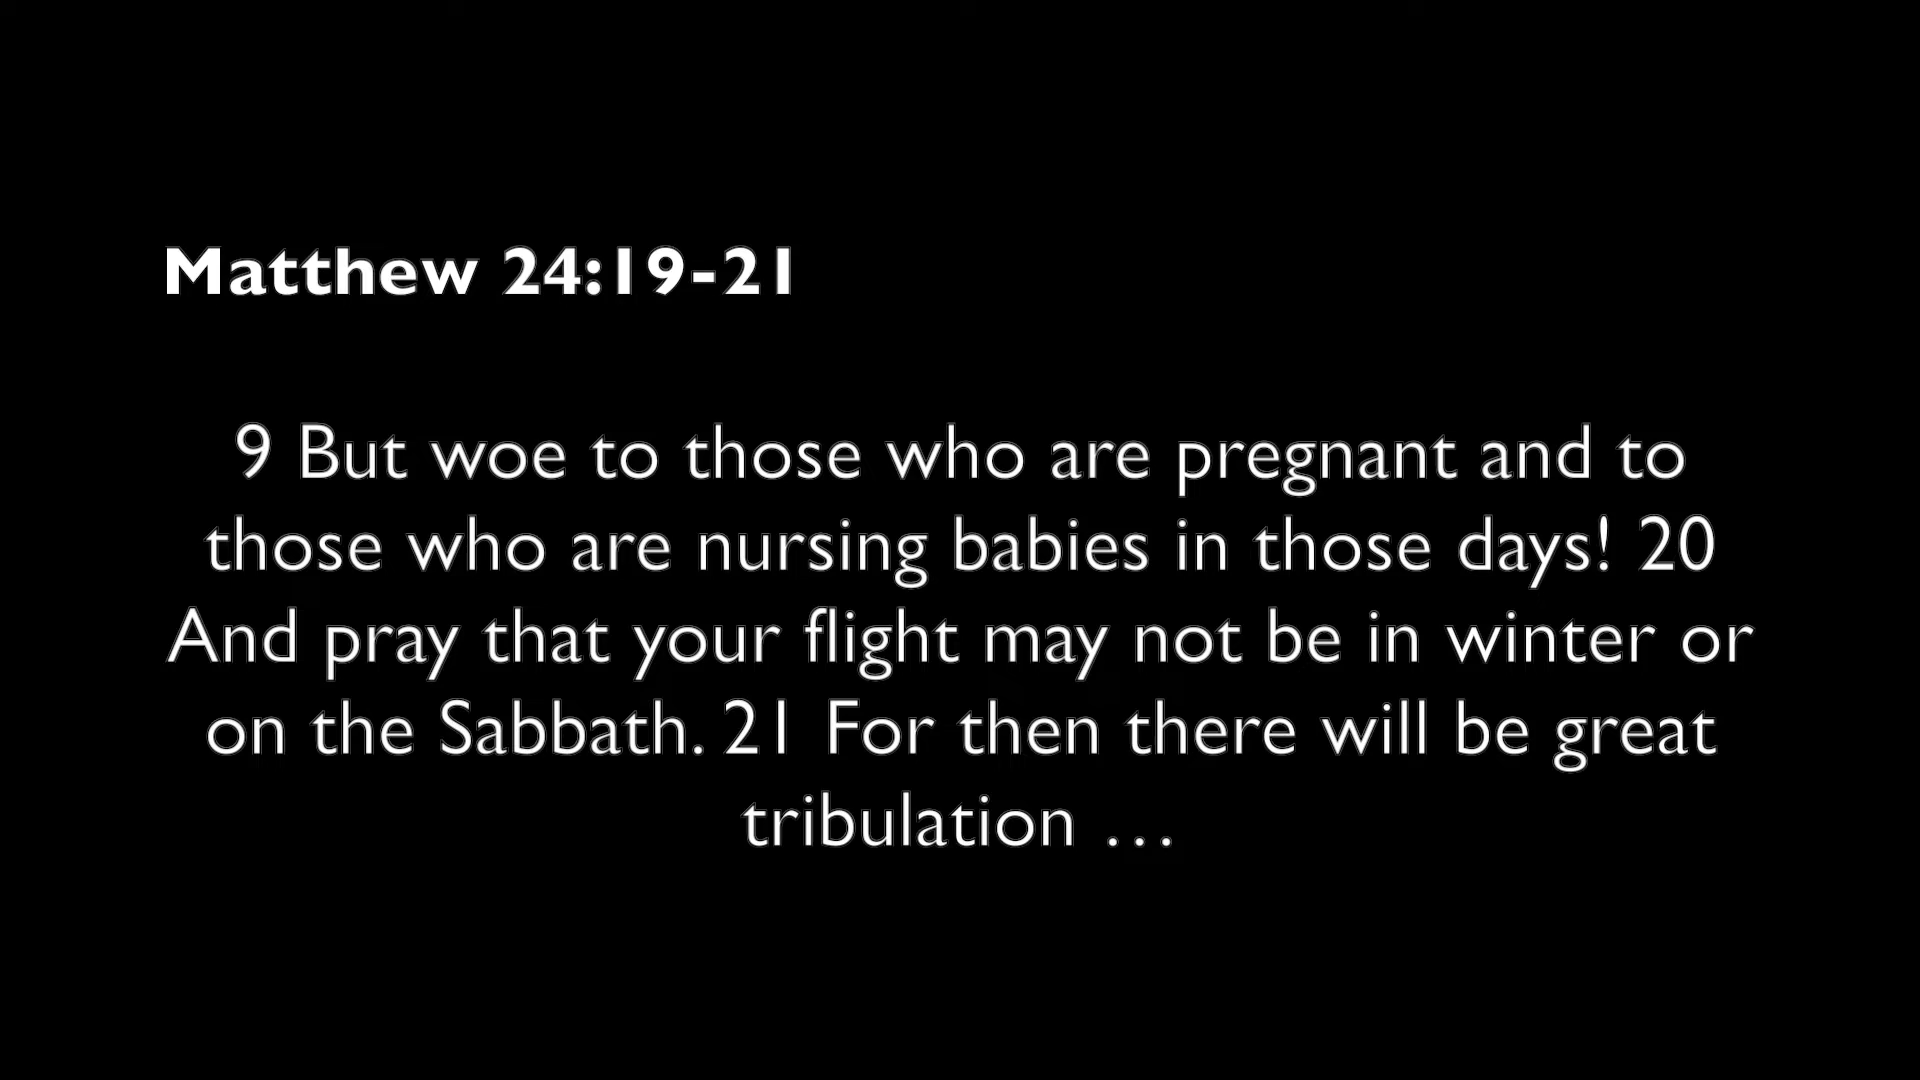 Matthew 24:19-21
9 But woe to those who are pregnant and to
those who are nursing babies in those days! 20
And pray that your flight may not be in winter or
on the Sabbath. 21 For then there will be great
tribulation …